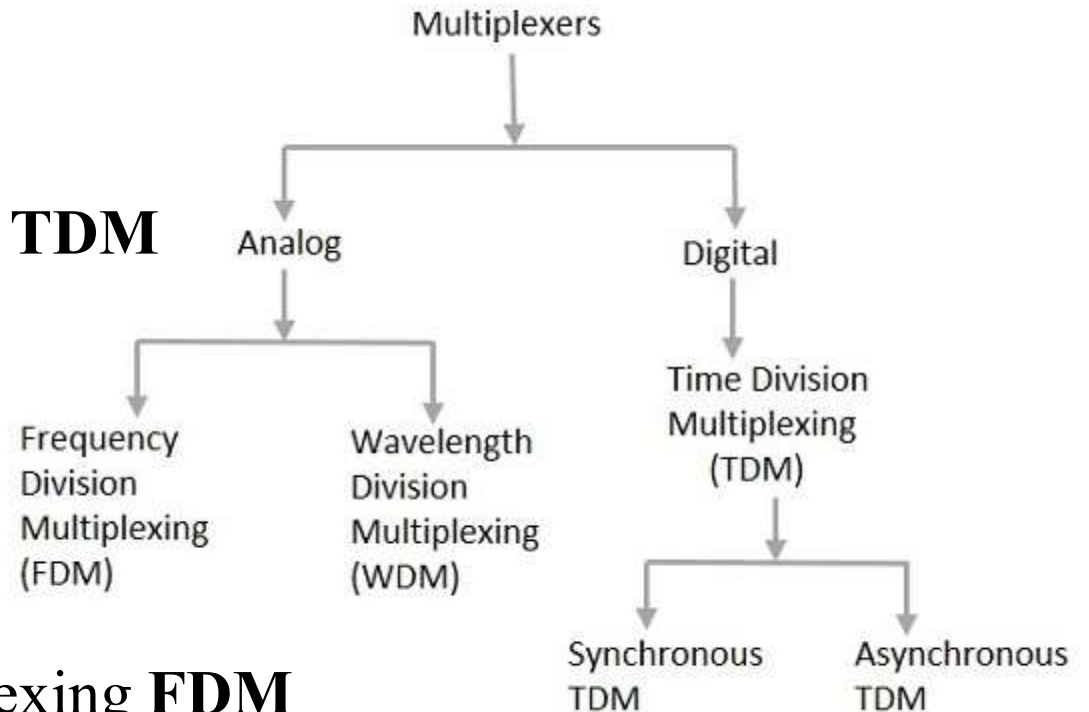 Multiplexers
TDM
Analog
Digital
Frequency
Division
Multiplexing
(FDM)
Wavelength
Division
Multiplexing
(WDM)
Time Division
Multiplexing
(TDM)
Synchronous
TDM
Asynchronous
TDM
exing FDM